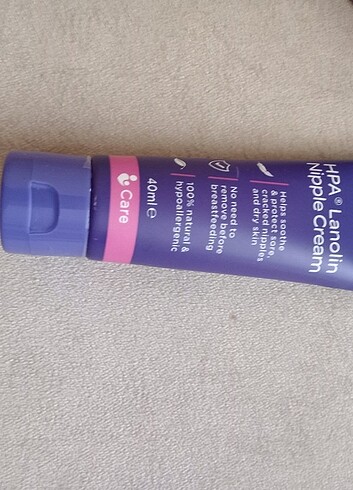 HPA® Lanolin
Nipple Cream
Helps soothe
& protect sore,
cracked nipples
and dry skin
No need to
remove before
breastfeeding
100% natural &
hypoallergenic
40ml ℮
Care